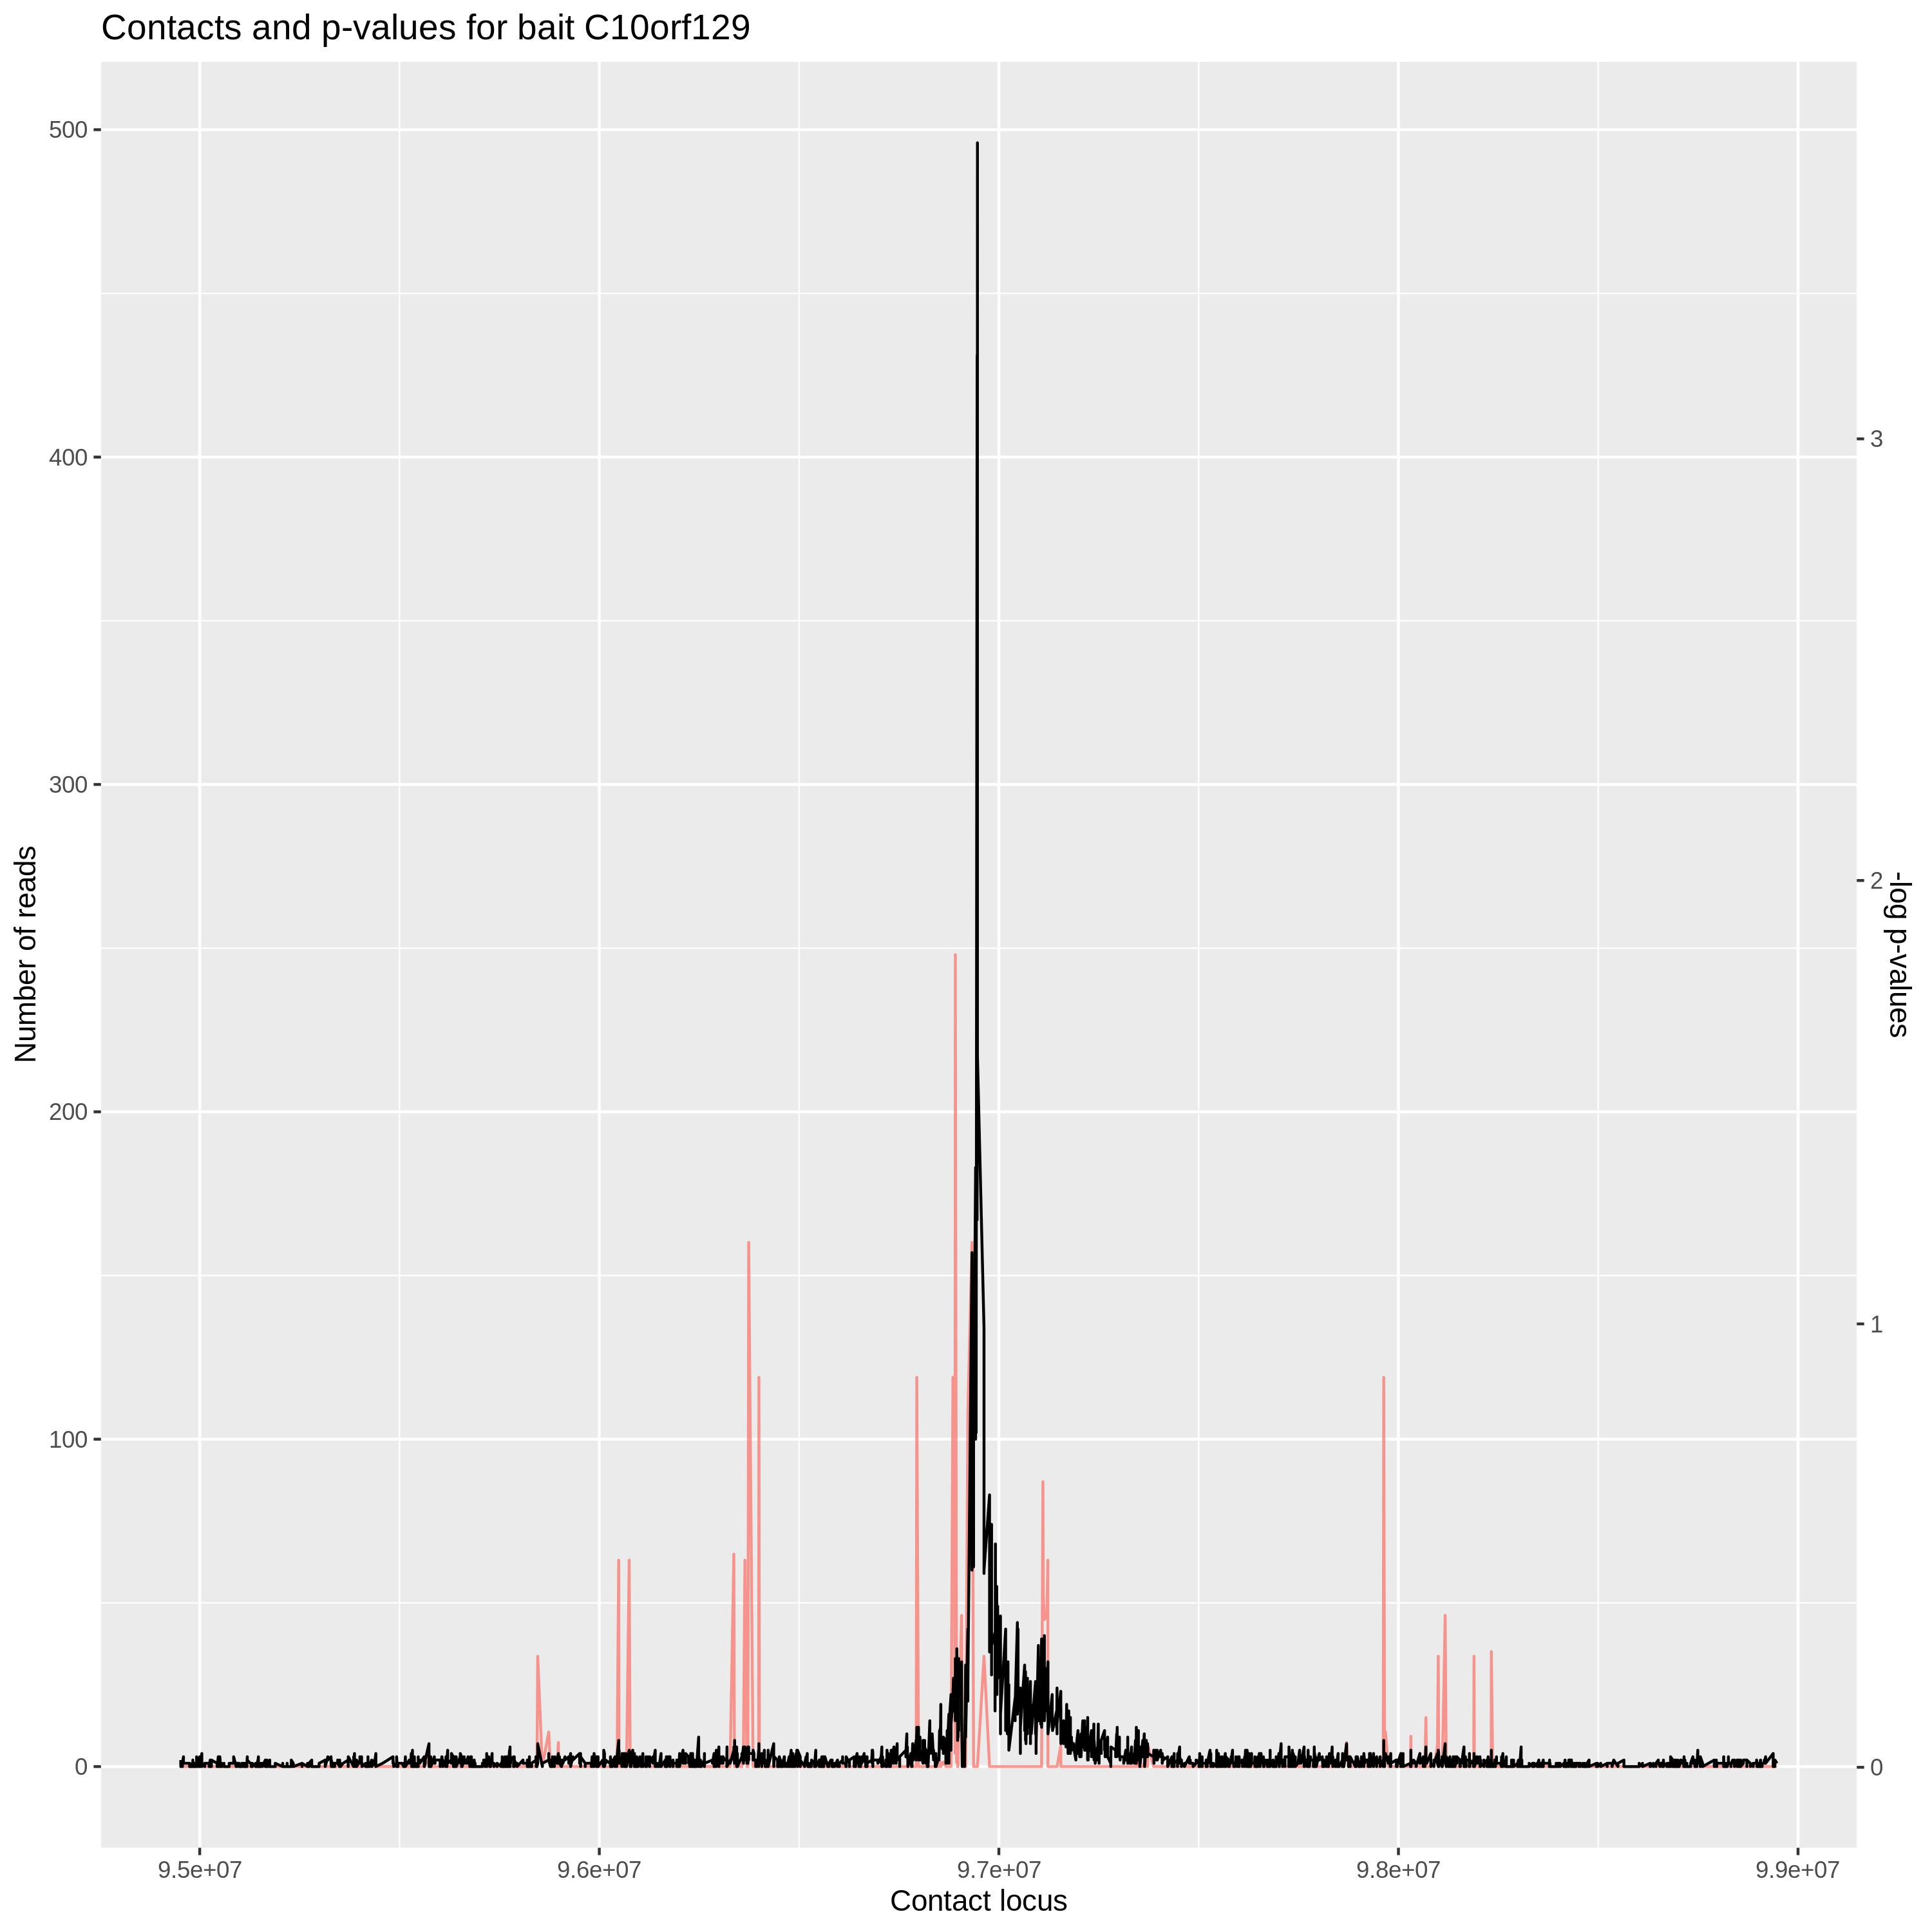 Contacts and p-values for bait C10orf129
500
400
300
200
100
0
Number of reads
3
2
1
0
-log p-values
9.5e+07 9.6e+07 9.7e+07 9.8e+07 9.9e+07
Contact locus